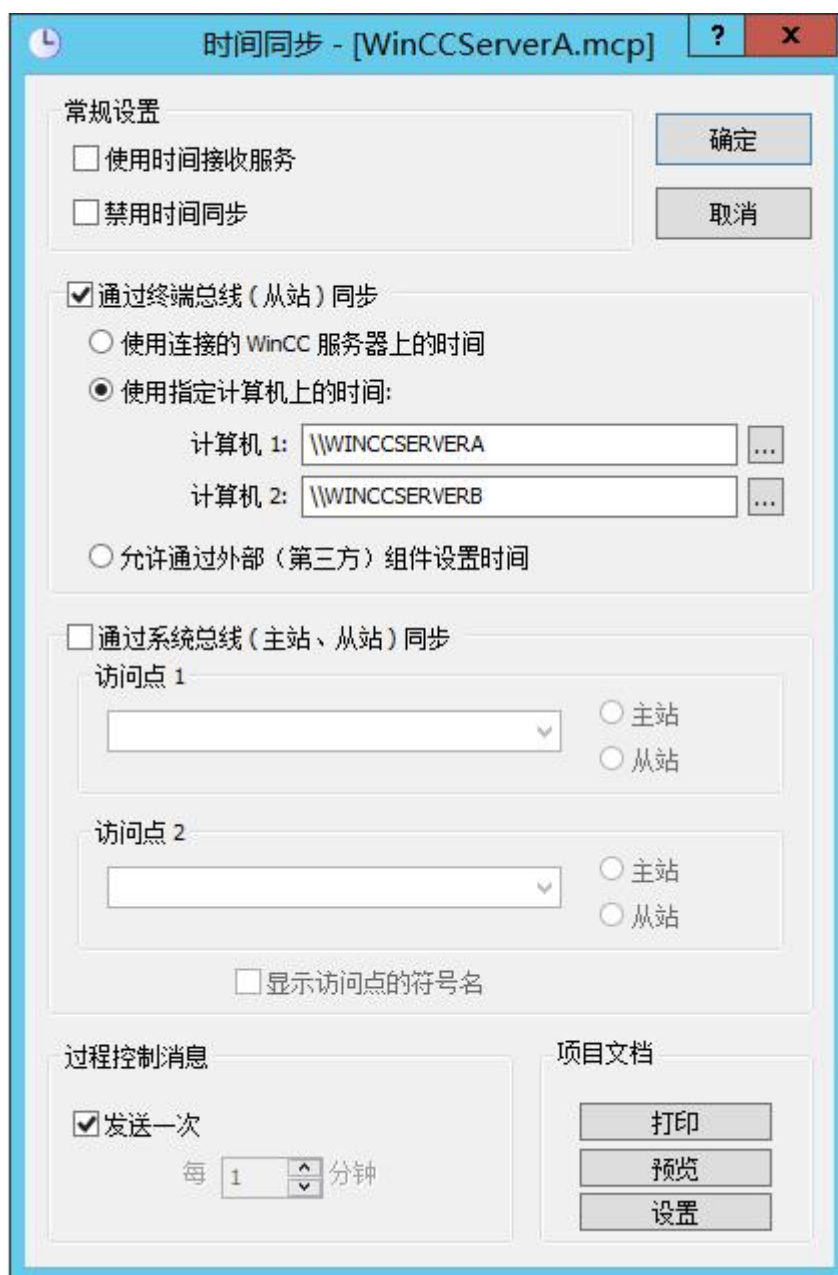 时间同步 - [WinCCServerA.mcp] ? x
常规设置
使用时间接收服务
禁用时间同步
确定
取消
通过终端总线(从站)同步
使用连接的 WinCC 服务器上的时间
使用指定计算机上的时间:
计算机 1: \\WINCCSERVERA ...
计算机 2: \\WINCCSERVERB ...
允许通过外部（第三方）组件设置时间
通过系统总线(主站、从站)同步
访问点 1
主站
从站
访问点 2
主站
从站
显示访问点的符号名
过程控制消息
发送一次
每 1 分钟
项目文档
打印
预览
设置